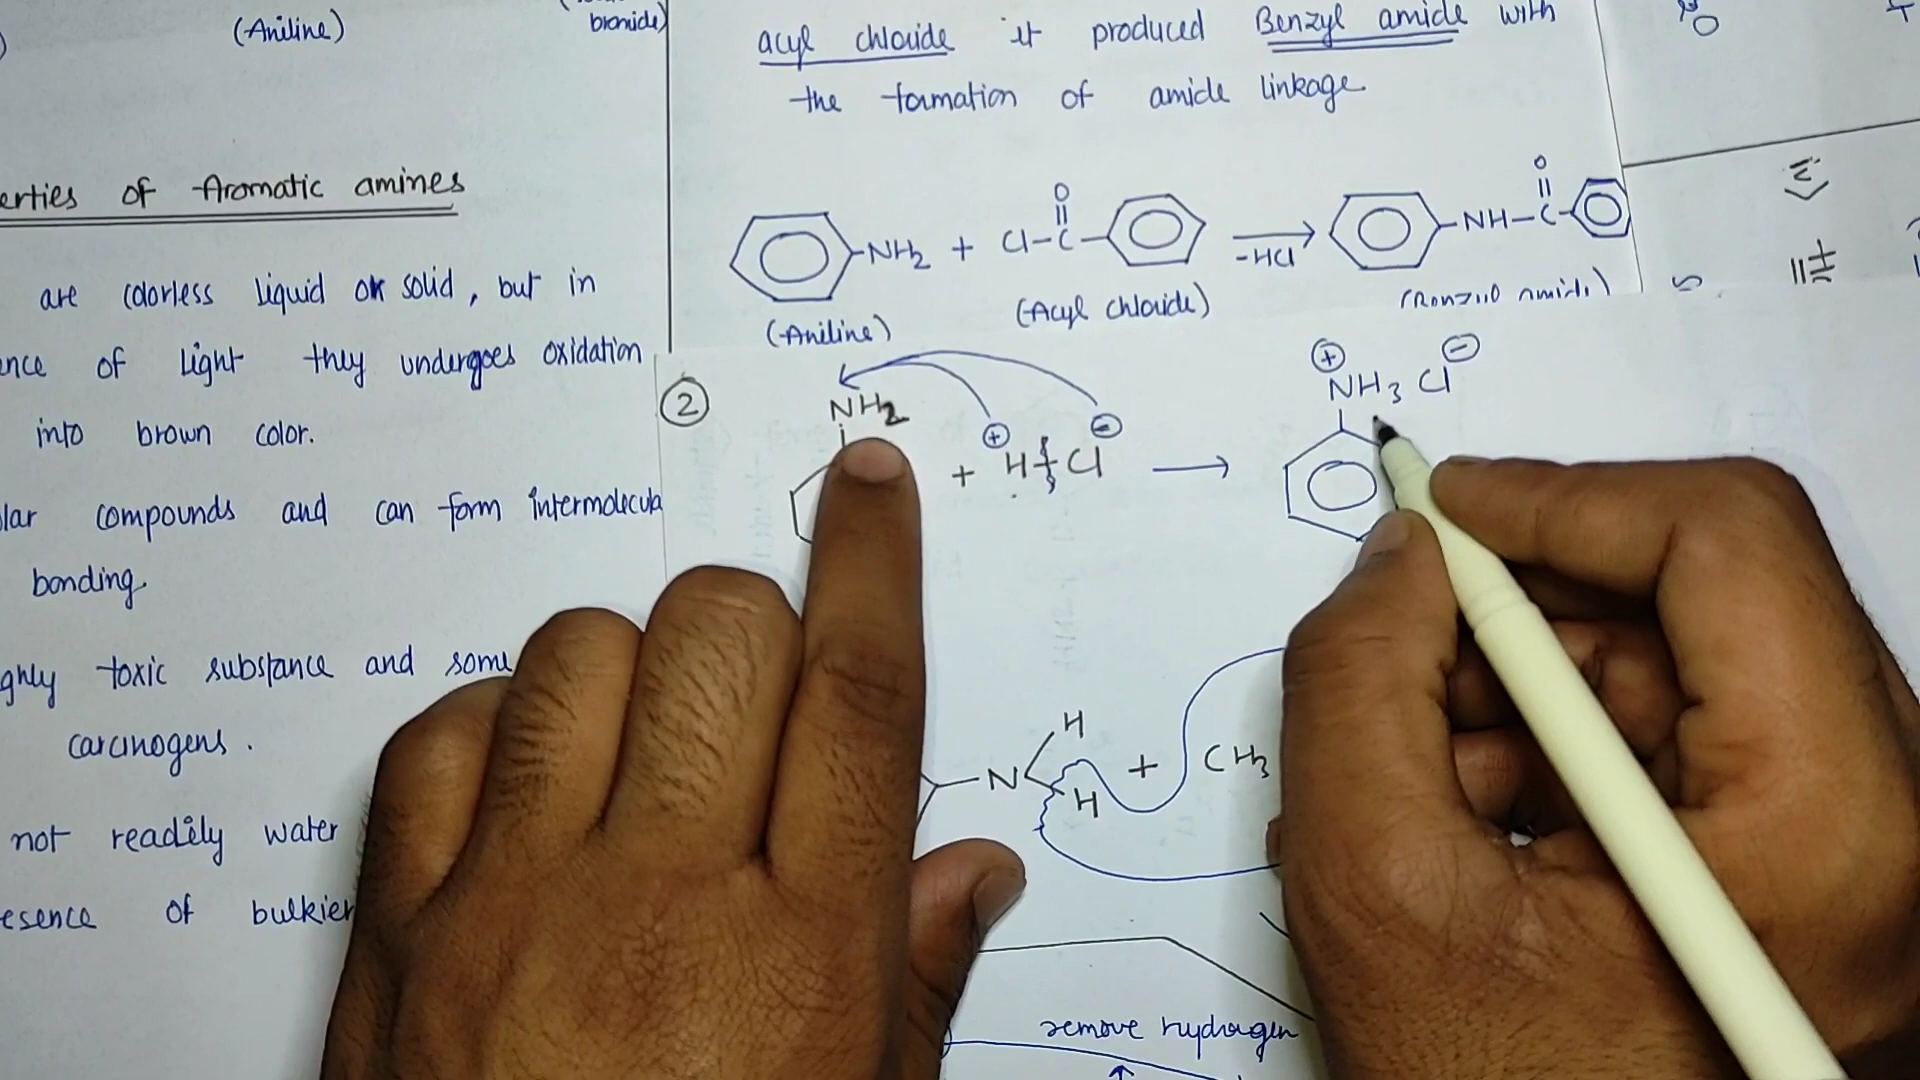 (Aniline)
bromide)
erties of Aromatic amines
are colorless liquid or solid, but in
ence of light they undergoes oxidation
into brown color.
lar compounds and can form intermolecula
bonding
ghly toxic substance and some
carcinogens.
not readily water
esence of bulkier
acyl chloride it produced Benzyl amide with
the formation of amide linkage
NH2 + Cl-C- → NH-C-
O O
-HCl
(Aniline) (Acyl chloride) (Benzyl amide)
② NH2 + H Cl → NH3 Cl
⊕ ⊖ ⊕ ⊖
N H H + CH3
remove hydrogen